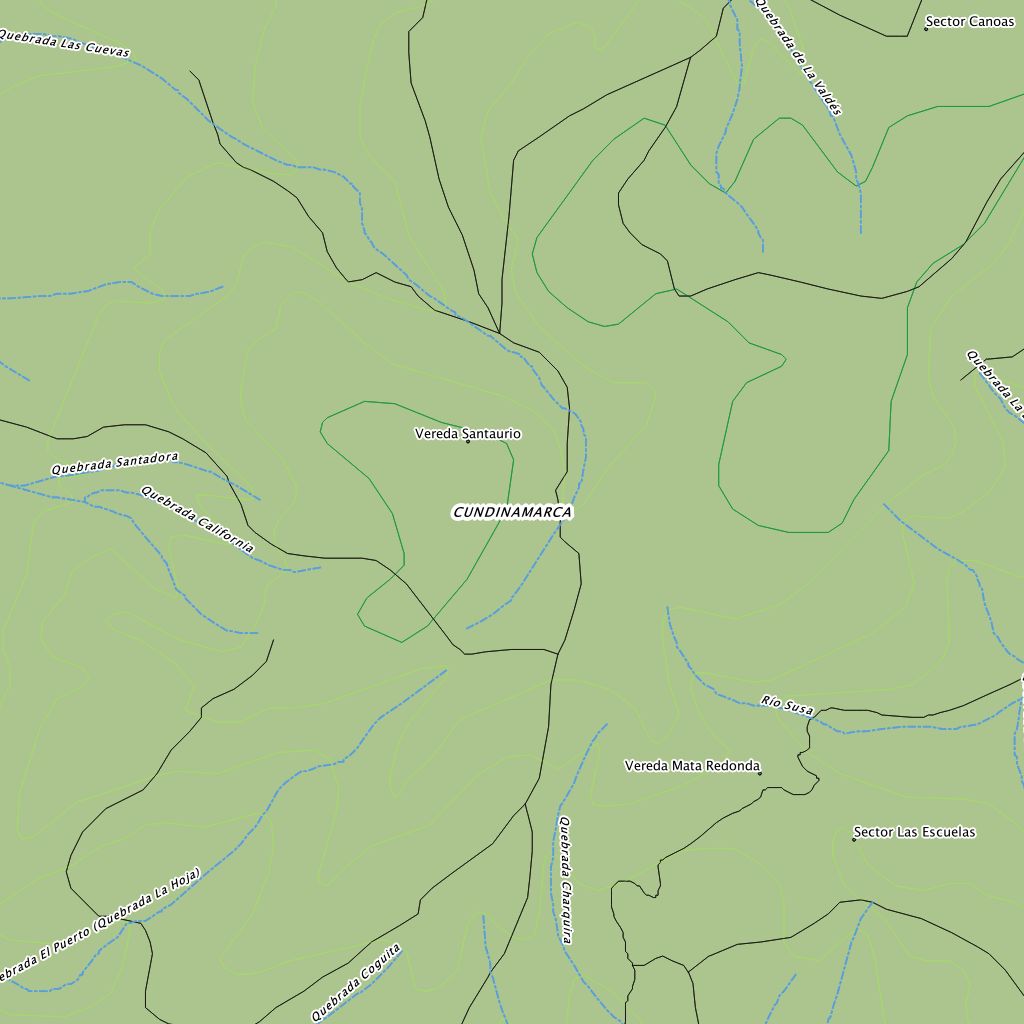 Sector Canoas
Quebrada de La Valdés
Quebrada Las Cuevas
Quebrada La
Vereda Santaurio
Quebrada Santadora
Quebrada California
CUNDINAMARCA
Río Susa
Vereda Mata Redonda
Sector Las Escuelas
Quebrada Charquira
ebrada El Puerto (Quebrada La Hoja)
Quebrada Coguita